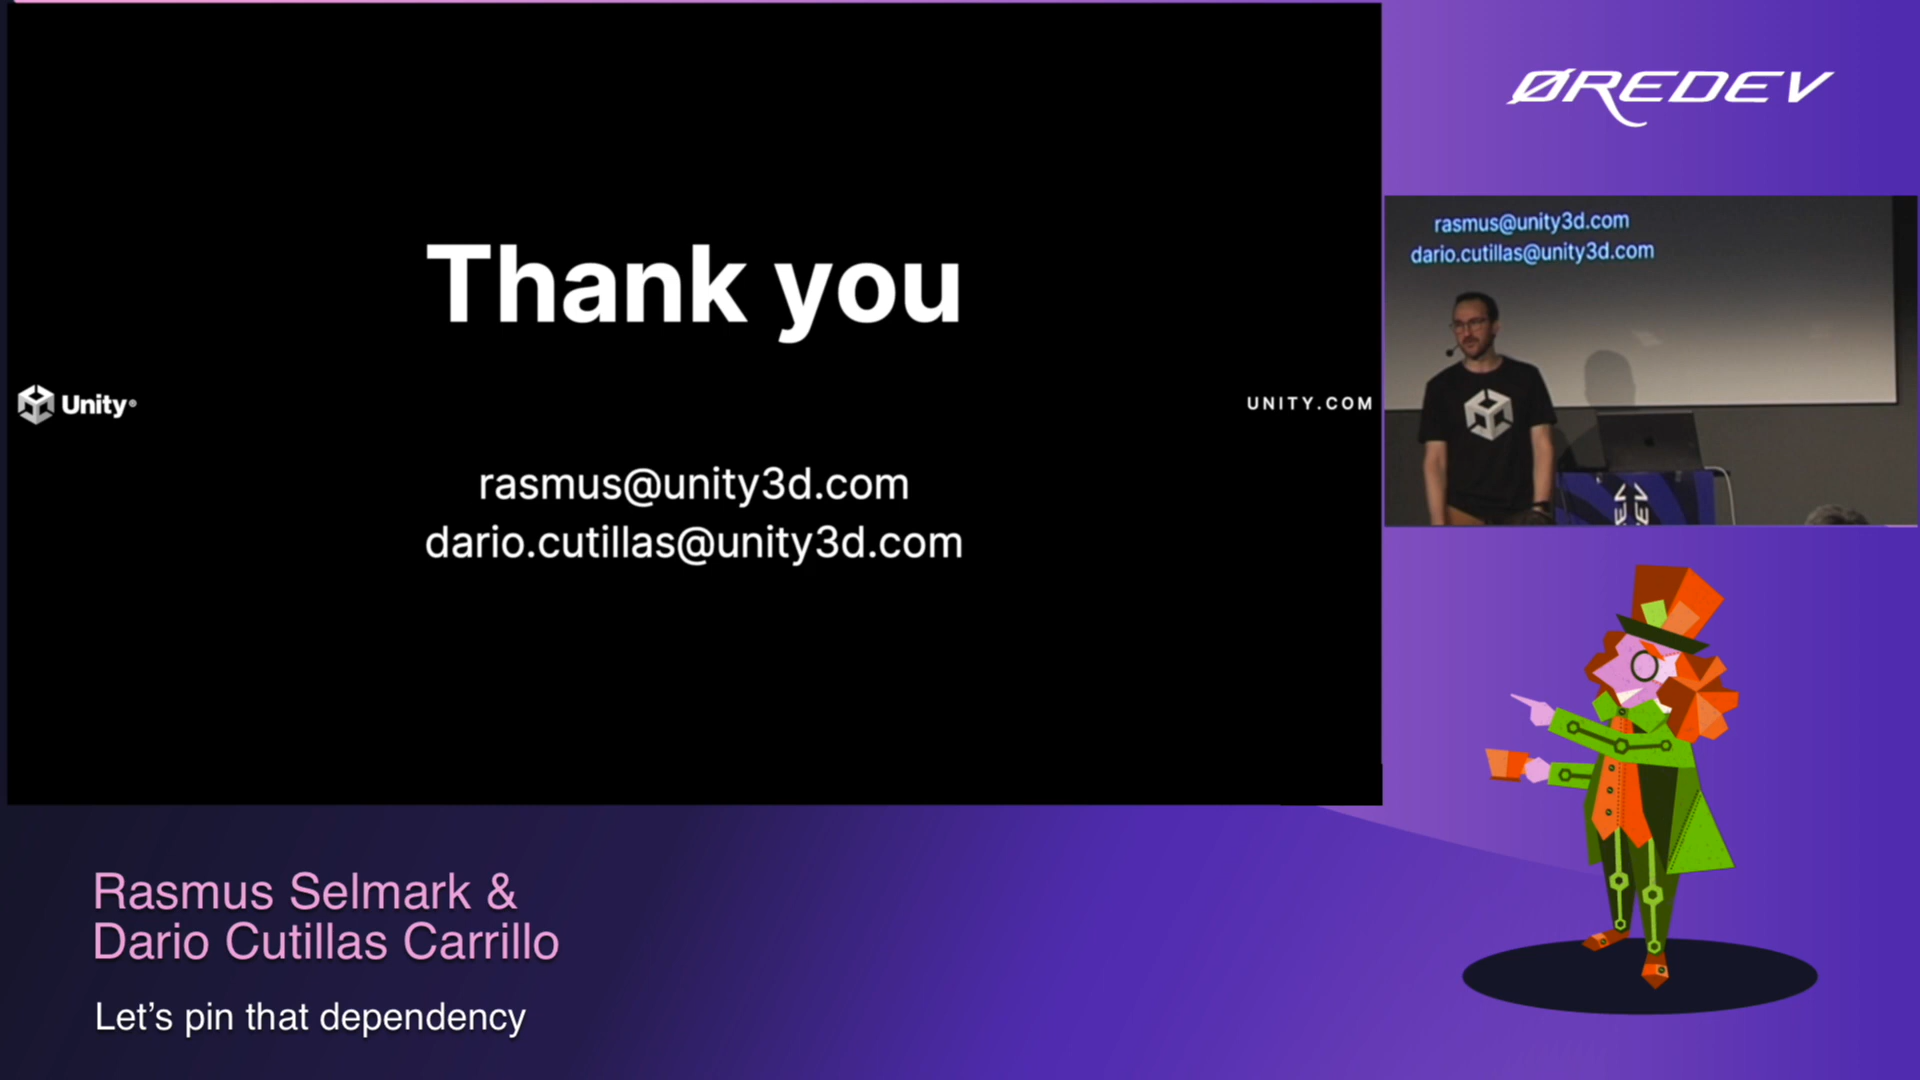 Thank you
Unity
UNITY.COM
rasmus@unity3d.com
dario.cutillas@unity3d.com
ØREDEV
rasmus@unity3d.com
dario.cutillas@unity3d.com
Rasmus Selmark &
Dario Cutillas Carrillo
Let’s pin that dependency